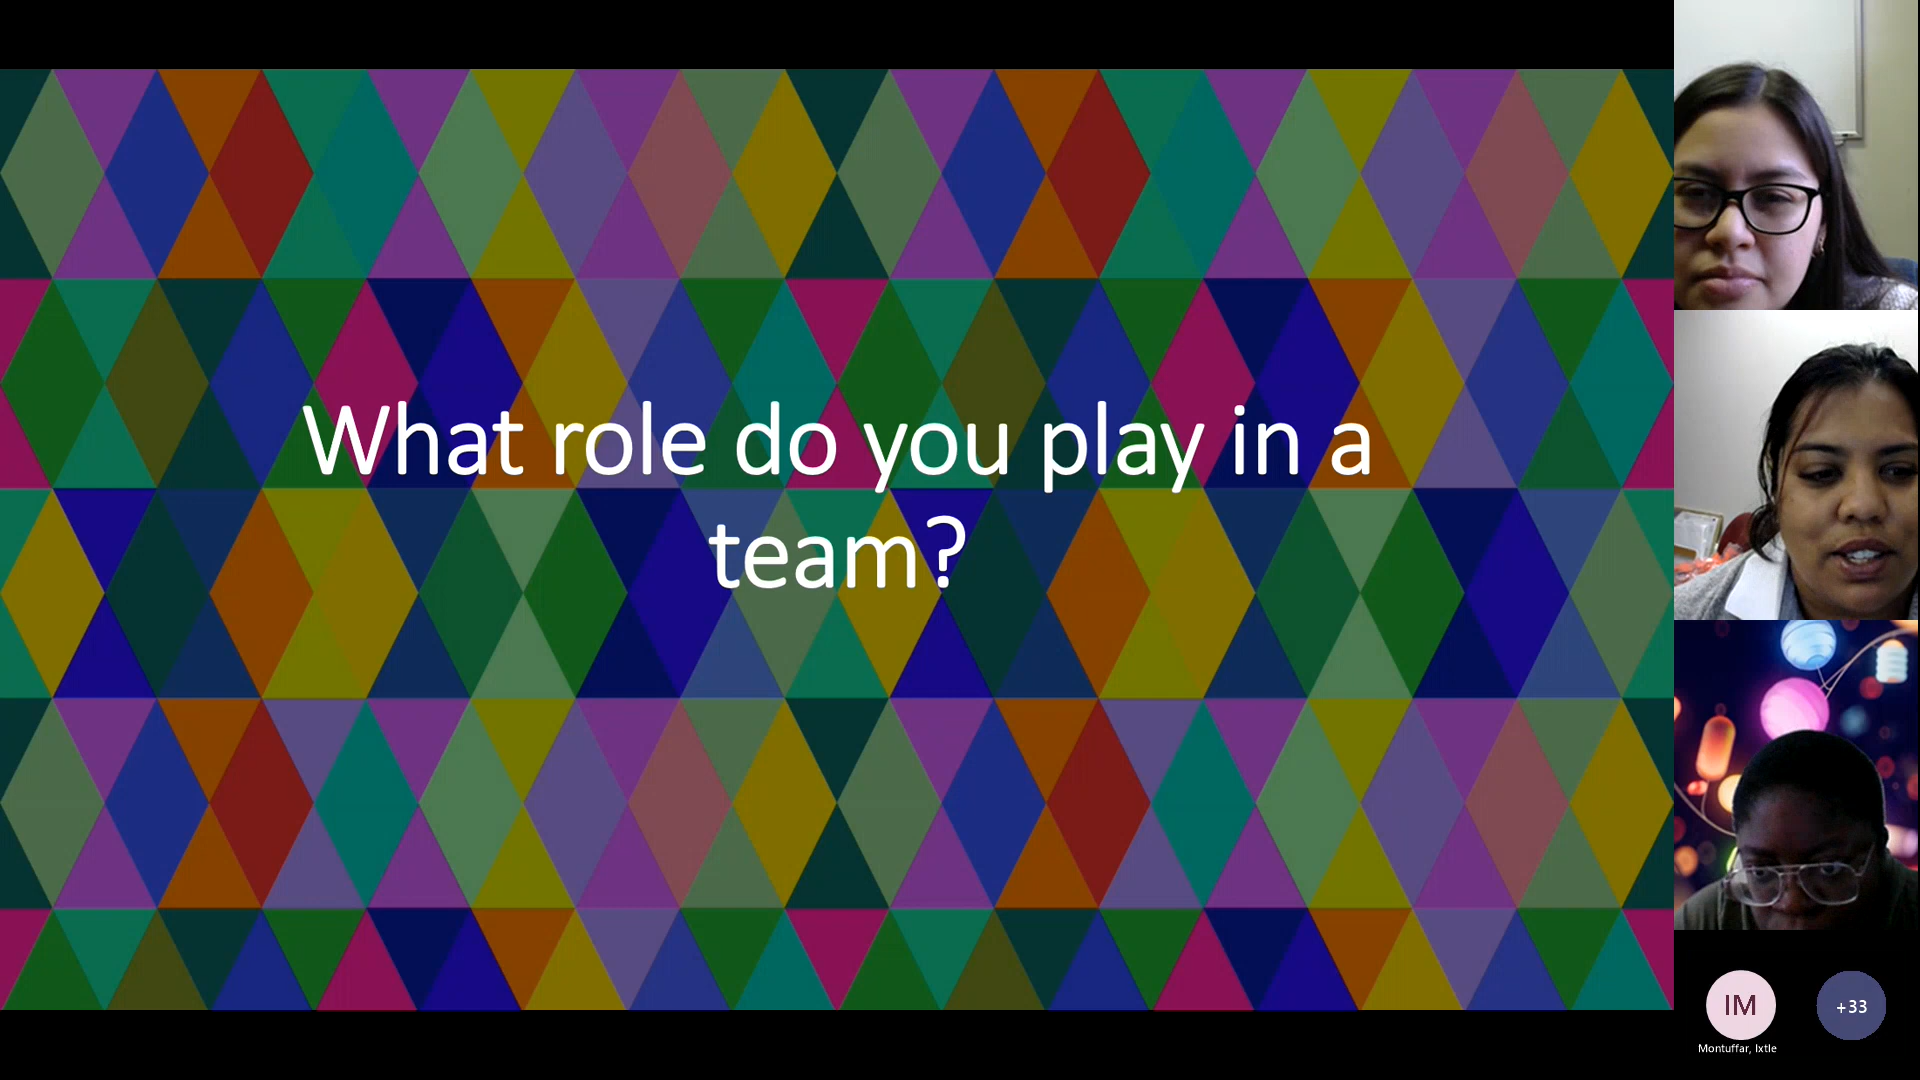 What role do you play in a
team?
IM
+33
Montuffar, Ixtle